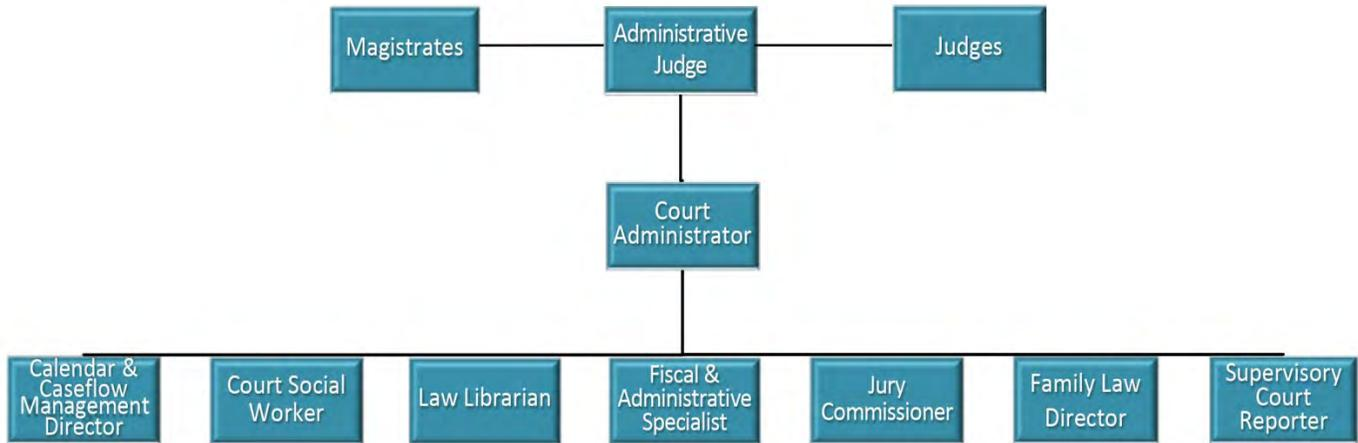 Magistrates
Administrative
Judge
Judges
Court
Administrator
Calendar &
Caseflow
Management
Director
Court Social
Worker
Law Librarian
Fiscal &
Administrative
Specialist
Jury
Commissioner
Family Law
Director
Supervisory
Court
Reporter